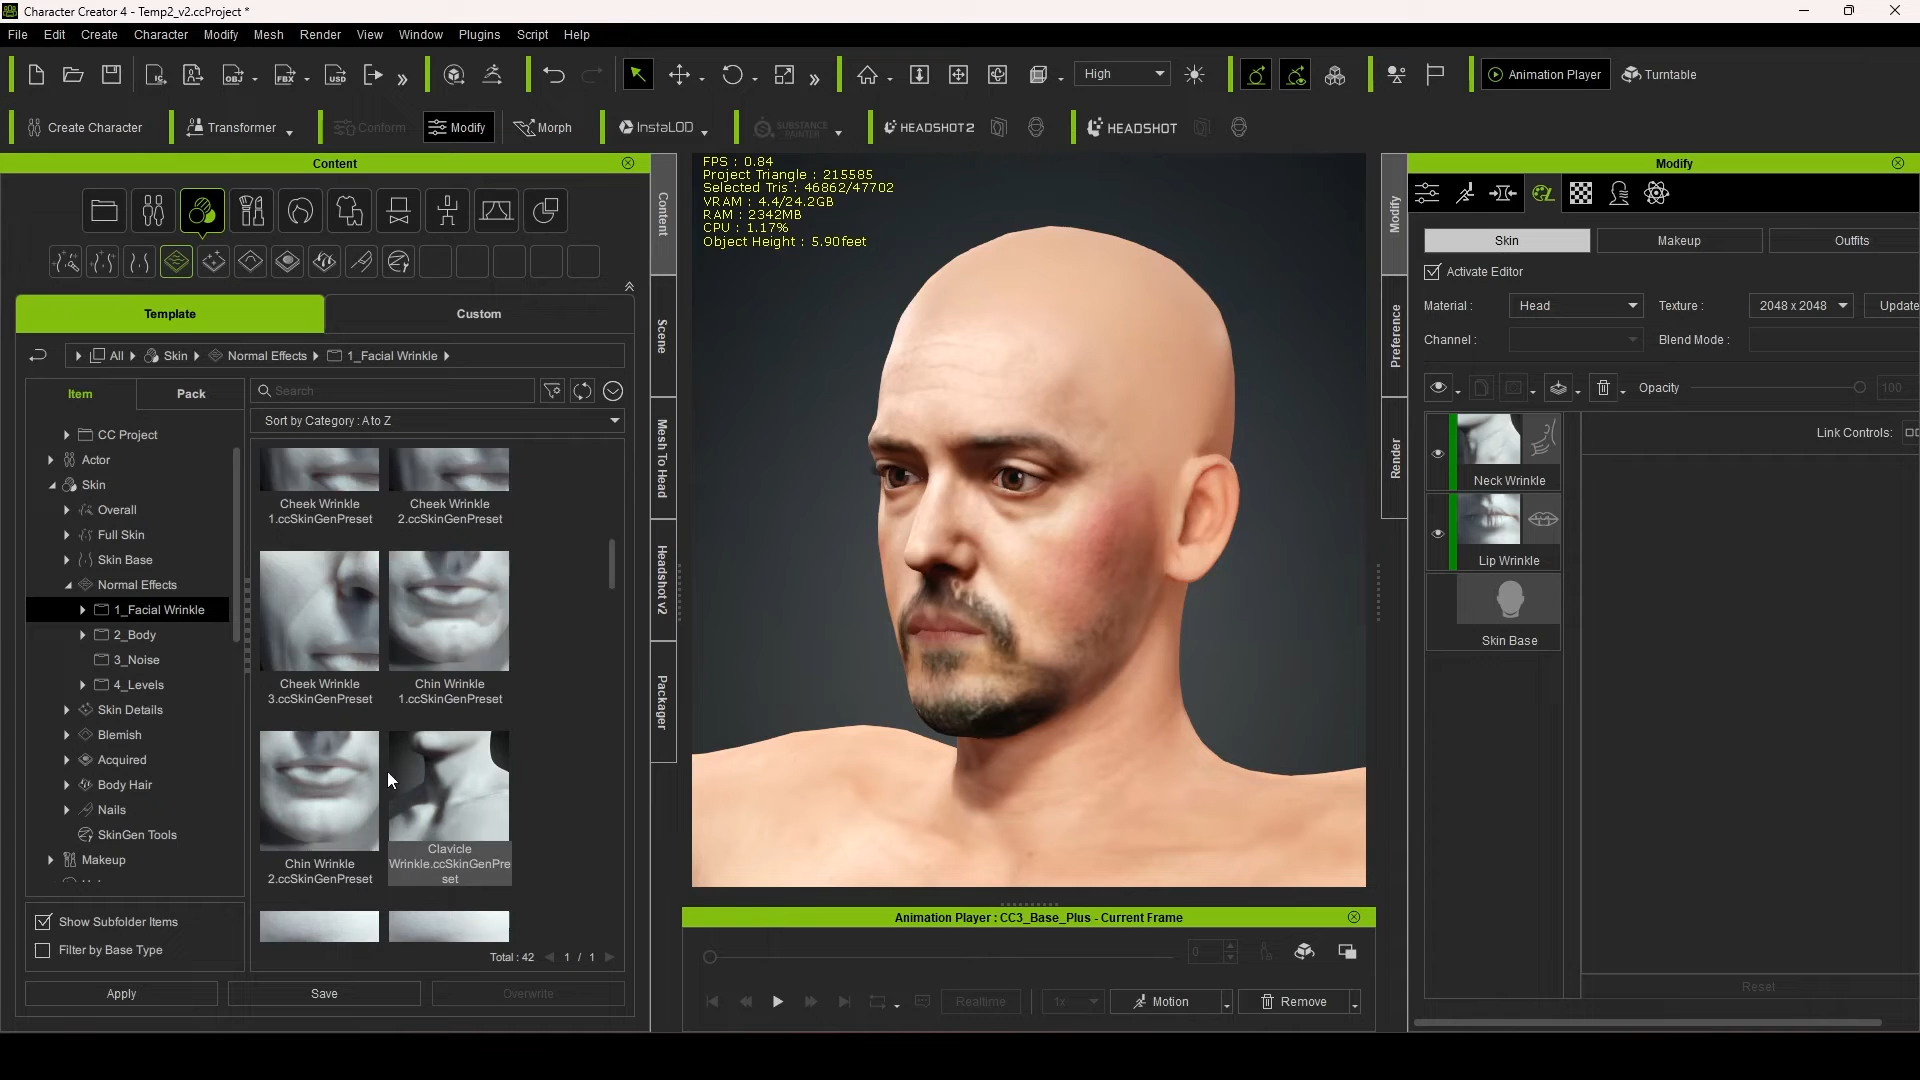 Character Creator 4 - Temp2_v2.ccProject *
File Edit Create Character Modify Mesh Render View Window Plugins Script Help
High
Animation Player
Turntable
Create Character
Transformer
Conform
Modify
Morph
InstaLOD
SUBSTANCE PAINTER
HEADSHOT 2
HEADSHOT
Content
Template
Custom
All
Skin
Normal Effects
1_Facial Wrinkle
Item
Pack
Search
Sort by Category : A to Z
CC Project
Actor
Skin
Overall
Full Skin
Skin Base
Normal Effects
1_Facial Wrinkle
2_Body
3_Noise
4_Levels
Skin Details
Blemish
Acquired
Body Hair
Nails
SkinGen Tools
Makeup
Cheek Wrinkle
1.ccSkinGenPreset
Cheek Wrinkle
2.ccSkinGenPreset
Cheek Wrinkle
3.ccSkinGenPreset
Chin Wrinkle
1.ccSkinGenPreset
Chin Wrinkle
2.ccSkinGenPreset
Clavicle
Wrinkle.ccSkinGenPre
set
Total : 42 1 / 1
Show Subfolder Items
Filter by Base Type
Apply
Save
Overwrite
Content
Scene
Mesh To Head
Headshot v2
Packager
FPS : 0.84
Project Triangle : 215585
Selected Tris : 46862/47702
VRAM : 4.4/24.2GB
RAM : 2342MB
CPU : 1.17%
Object Height : 5.90feet
Animation Player : CC3_Base_Plus - Current Frame
0
Realtime
1x
Motion
Remove
Modify
Preference
Render
Modify
Skin
Makeup
Outfits
Activate Editor
Material : Head
Texture : 2048 x 2048
Update
Channel :
Blend Mode :
Opacity
100
Link Controls:
Neck Wrinkle
Lip Wrinkle
Skin Base
Reset